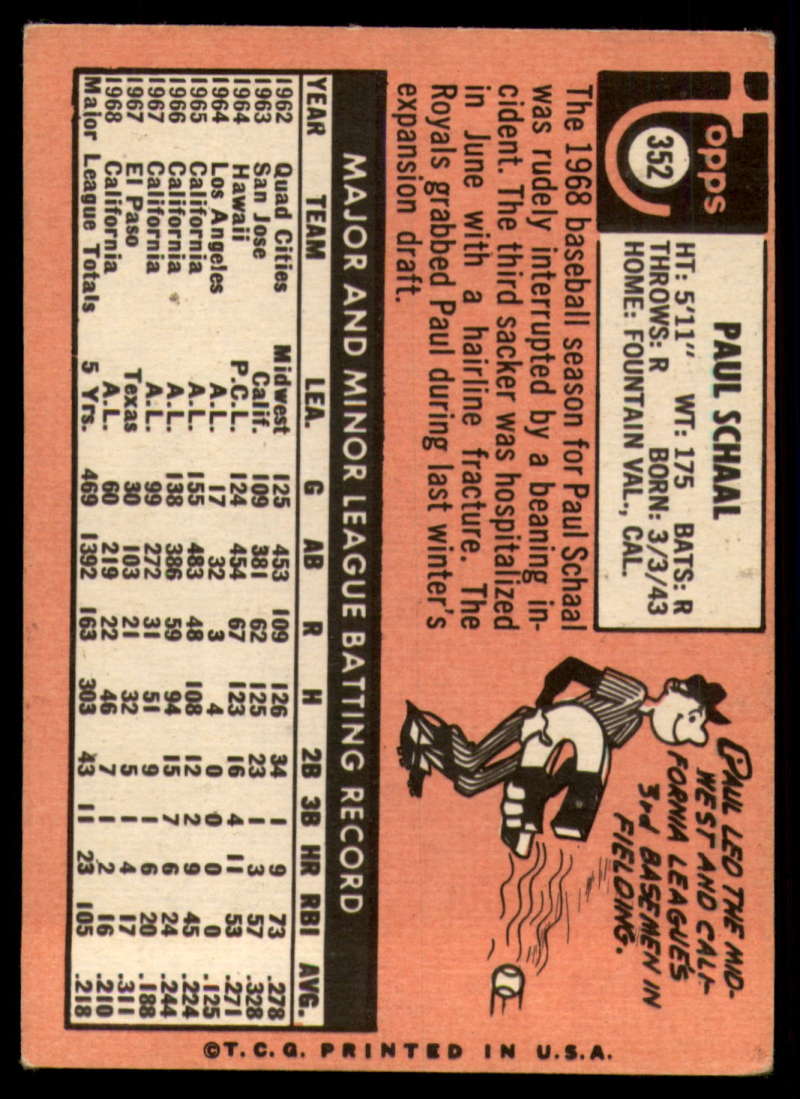 Topps
352
PAUL SCHAAL
HT: 5'11" WT: 175 BATS: R
THROWS: R BORN: 3/3/43
HOME: FOUNTAIN VAL., CAL.
The 1968 baseball season for Paul Schaal
was rudely interrupted by a beaning in-
cident. The third sacker was hospitalized
in June with a hairline fracture. The
Royals grabbed Paul during last winter's
expansion draft.
PAUL LED THE MID-
WEST AND CALI-
FORNIA LEAGUE'S
3rd BASEMEN IN
FIELDING.
MAJOR AND MINOR LEAGUE BATTING RECORD
YEAR TEAM LEA. G AB R H 2B 3B HR RBI AVG.
1962 Quad Cities Midwest 125 453 109 126 34 1 9 73 .278
1963 San Jose Calif. 109 381 62 125 23 1 3 57 .328
1964 Hawaii P.C.L. 124 454 67 123 16 4 11 53 .271
1964 Los Angeles A.L. 17 32 3 4 0 0 0 0 .125
1965 California A.L. 155 483 48 108 12 2 9 45 .224
1966 California A.L. 138 386 59 94 15 7 6 24 .244
1967 California A.L. 99 272 31 51 9 1 6 20 .188
1967 El Paso Texas 30 103 21 32 5 1 4 17 .311
1968 California A.L. 60 219 22 46 7 1 2 16 .210
Major League Totals 5 Yrs. 469 1392 163 303 43 11 23 105 .218
©T.C.G. PRINTED IN U.S.A.